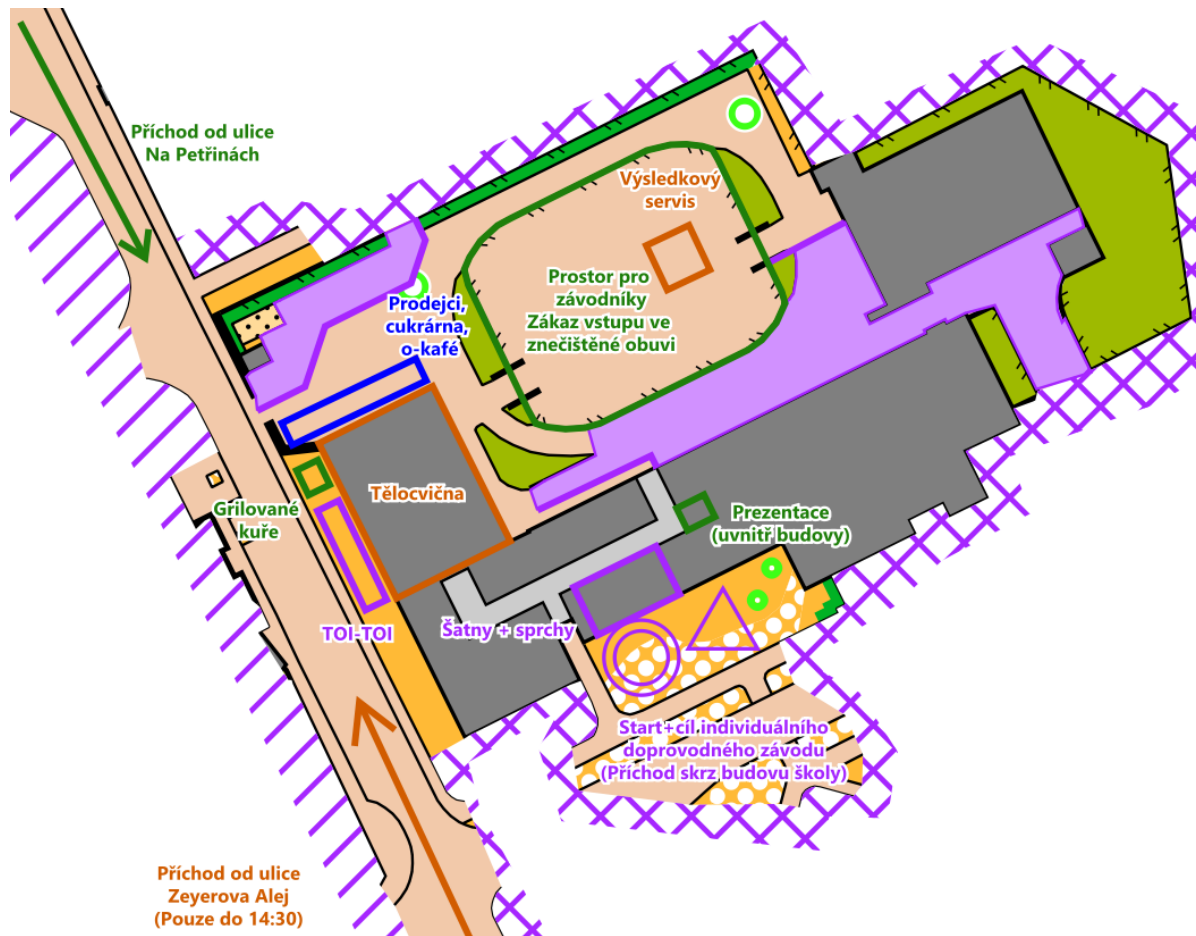 Příchod od ulice
Na Petřinách
Výsledkový
servis
Prostor pro
závodníky
Zákaz vstupu ve
znečištěné obuvi
Prodejci,
cukrárna,
o-kafé
Tělocvična
Grilované
kuře
Prezentace
(uvnitř budovy)
TOI-TOI
Šatny + sprchy
Start+cíl individuálního
doprovodného závodu
(Příchod skrz budovu školy)
Příchod od ulice
Zeyerova Alej
(Pouze do 14:30)